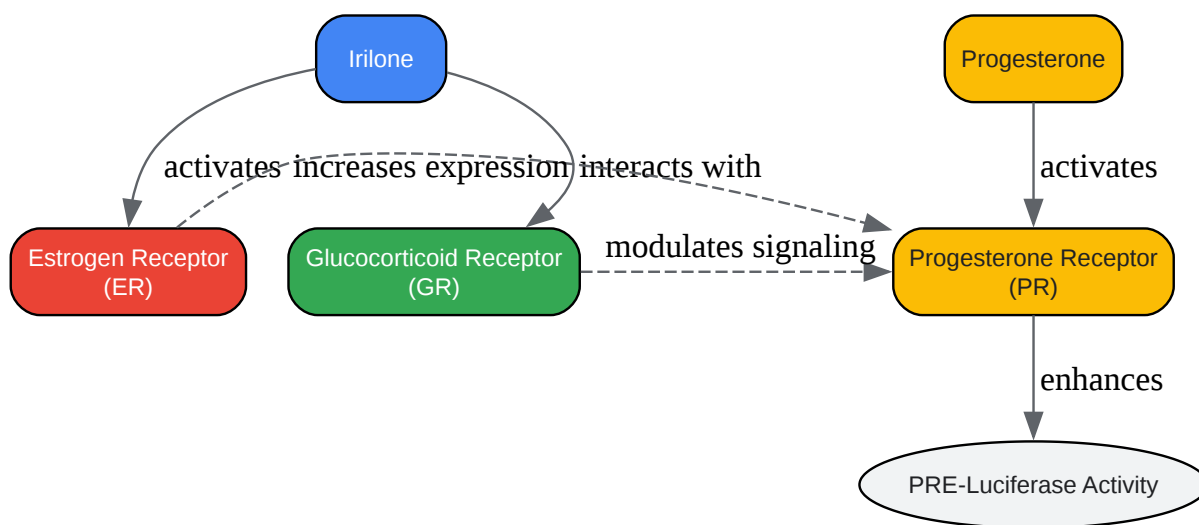 Irilone
Progesterone
activates increases expression interacts with
activates
Estrogen Receptor
(ER)
Glucocorticoid Receptor
(GR)
modulates signaling
Progesterone Receptor
(PR)
enhances
PRE-Luciferase Activity